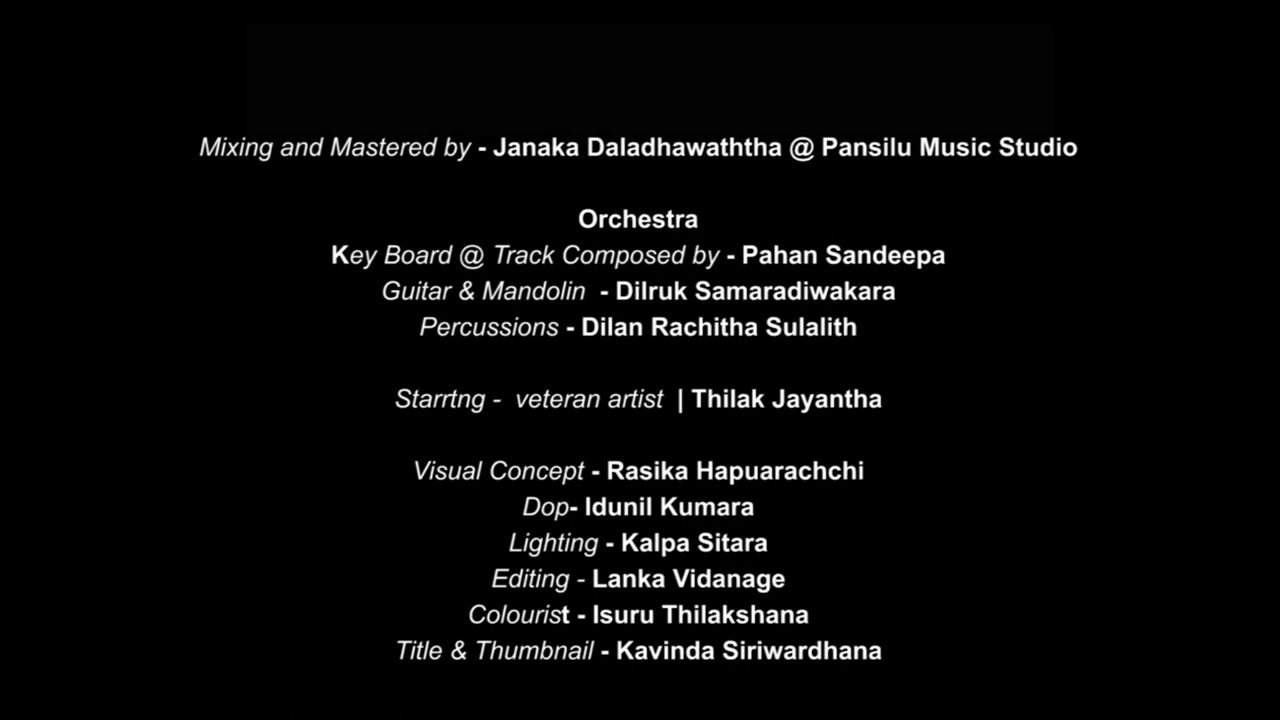 Mixing and Mastered by - Janaka Daladhawaththa @ Pansilu Music Studio
Orchestra
Key Board @ Track Composed by - Pahan Sandeepa
Guitar & Mandolin - Dilruk Samaradiwakara
Percussions - Dilan Rachitha Sulalith
Starrtng - veteran artist | Thilak Jayantha
Visual Concept - Rasika Hapuarachchi
Dop- Idunil Kumara
Lighting - Kalpa Sitara
Editing - Lanka Vidanage
Colourist - Isuru Thilakshana
Title & Thumbnail - Kavinda Siriwardhana